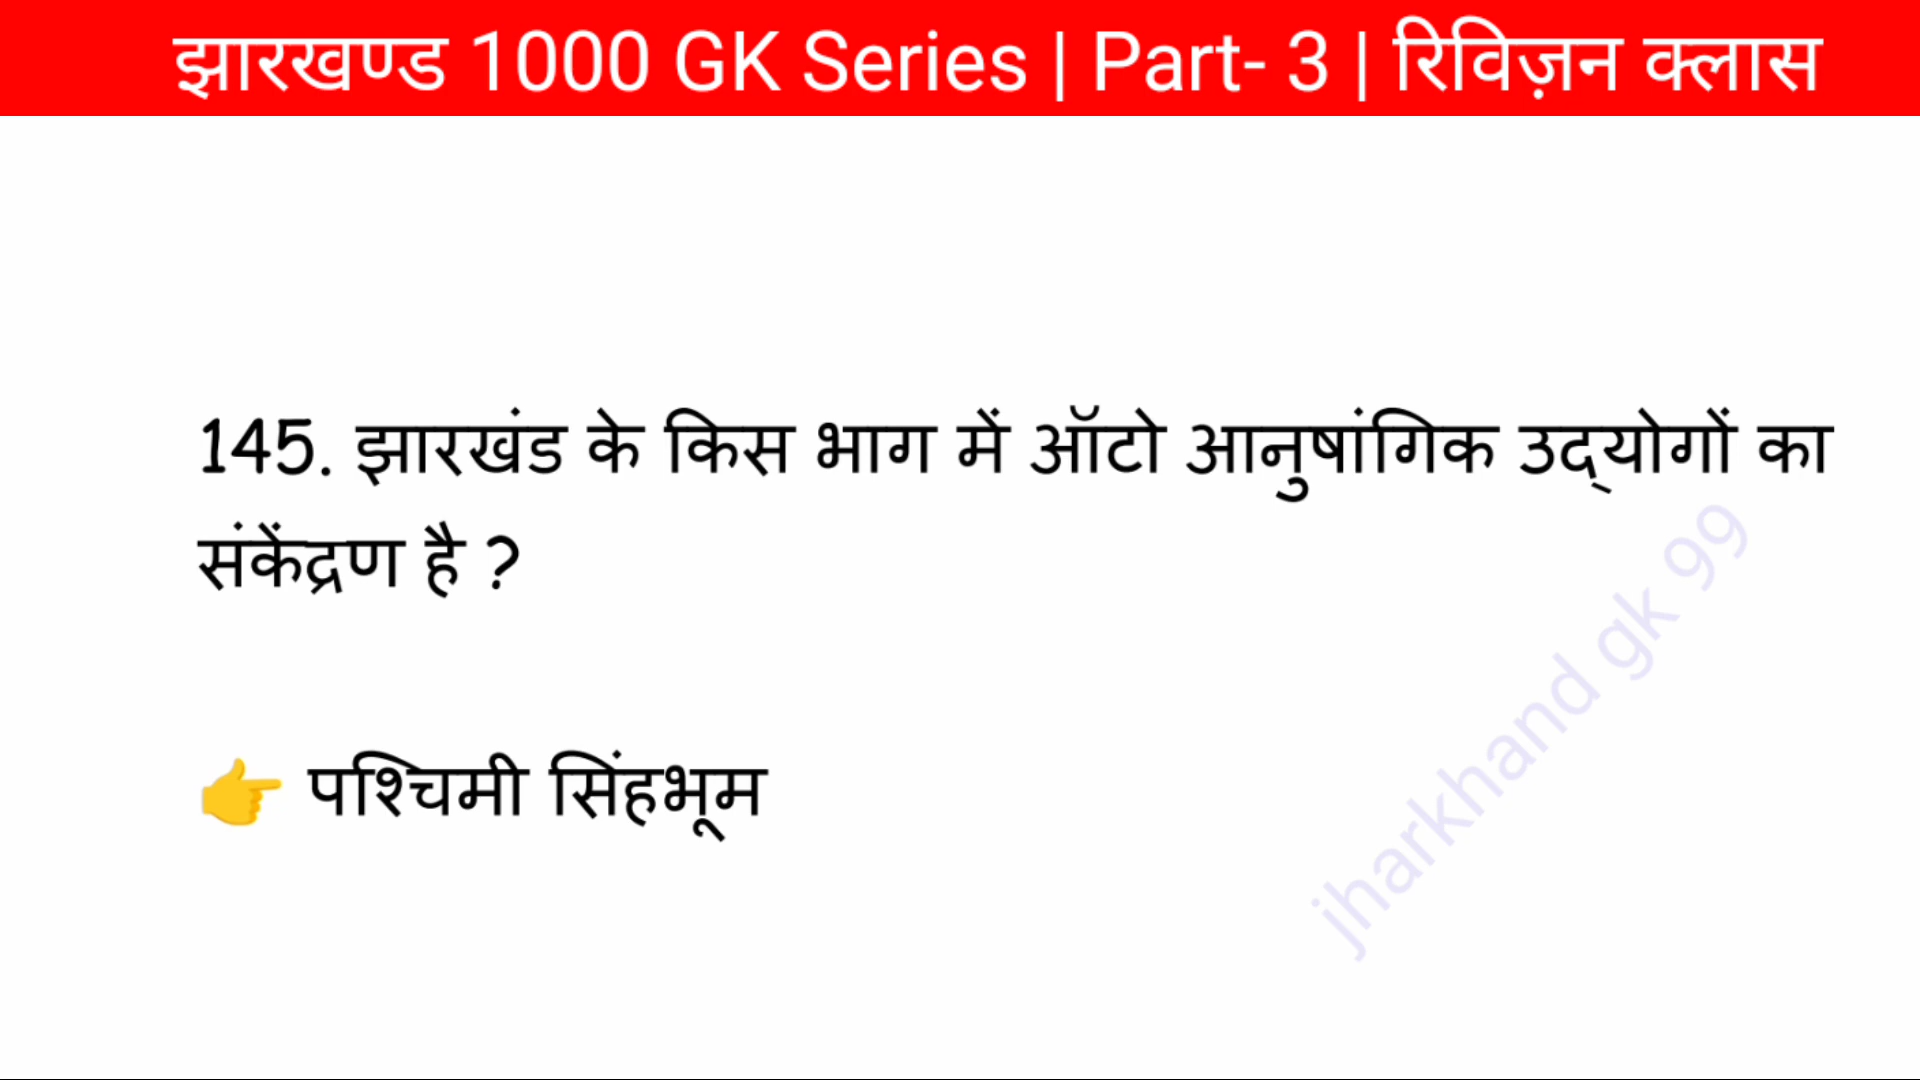 झारखण्ड 1000 GK Series | Part- 3 | रिविज़न क्लास
145. झारखंड के किस भाग में ऑटो आनुषांगिक उद्योगों का
संकेंद्रण है ?
👉 पश्चिमी सिंहभूम
jharkhand gk 99